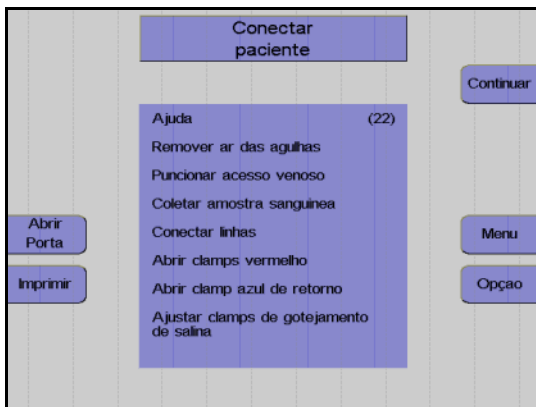 Conectar
paciente
Continuar
Ajuda (22)
Remover ar das agulhas
Puncionar acesso venoso
Coletar amostra sanguinea
Conectar linhas
Abrir clamps vermelho
Abrir clamp azul de retorno
Ajustar clamps de gotejamento
de salina
Abrir
Porta
Imprimir
Menu
Opçao